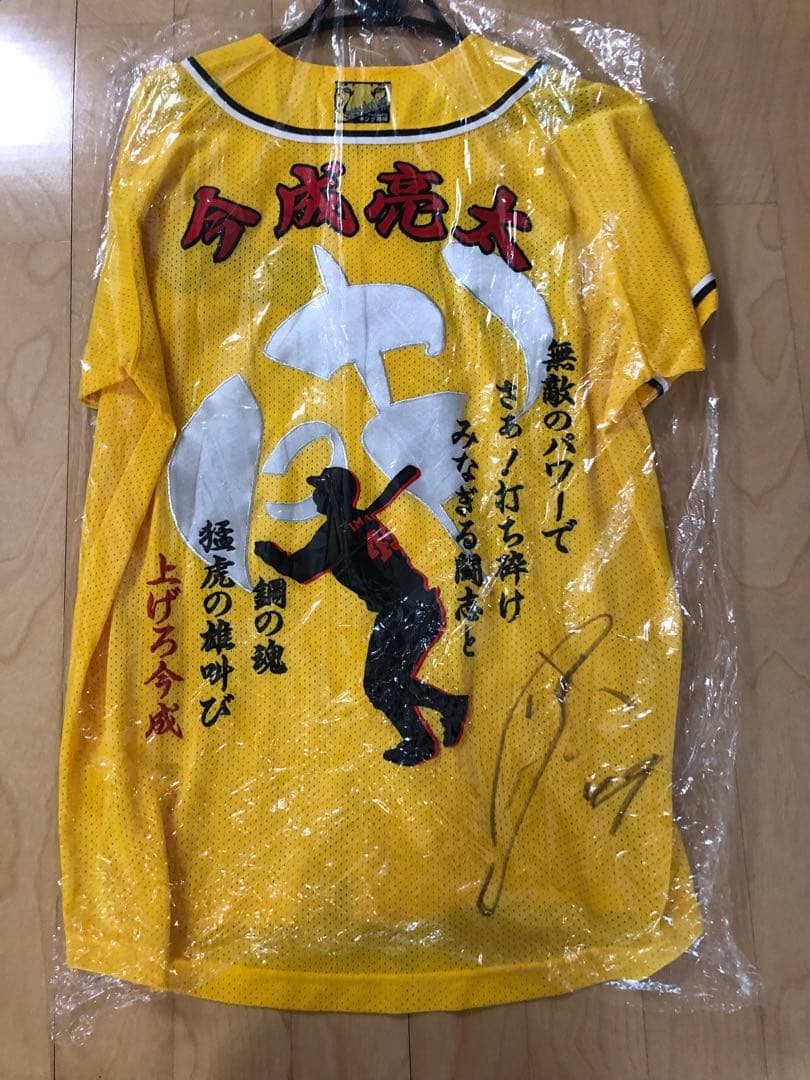 今成亮太
無敵のパワーで
さぁ!打ち砕け
みなぎる闘志と
鋼の魂
猛虎の雄叫び
上げろ今成